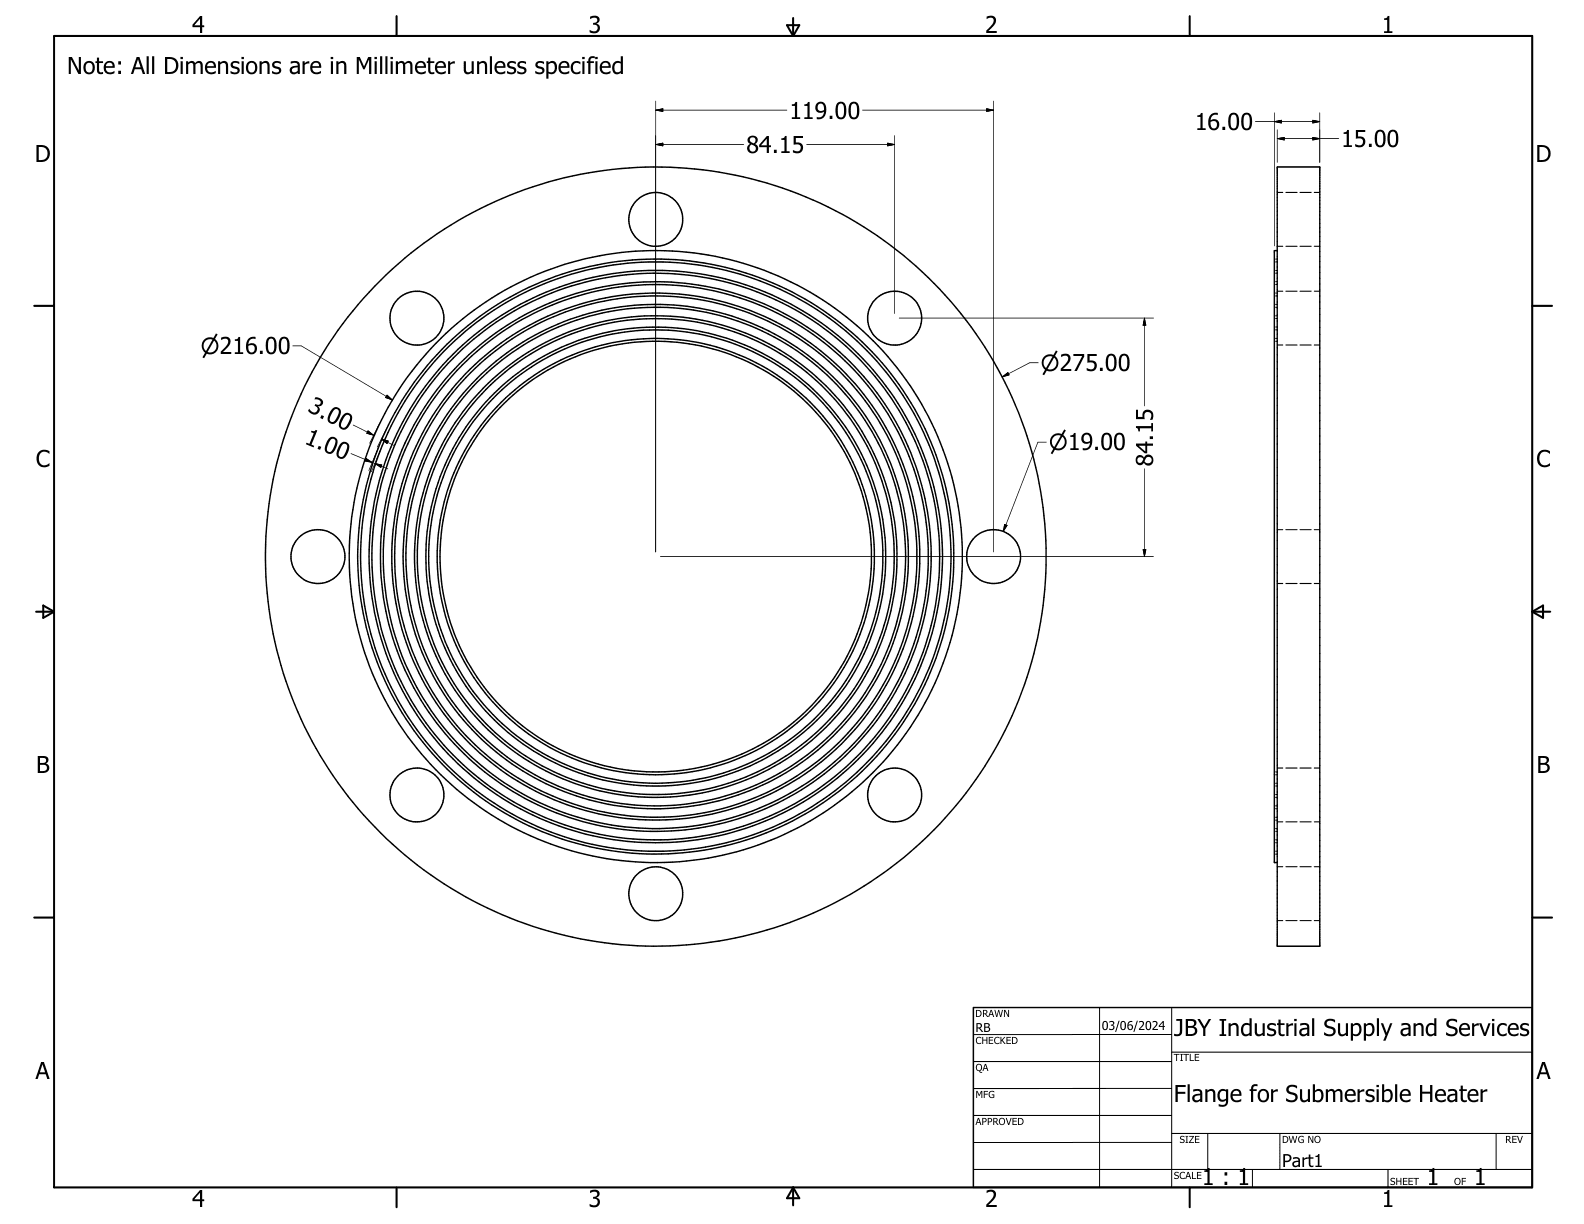 4 3 2 1
Note: All Dimensions are in Millimeter unless specified
119.00
16.00
84.15
15.00
D D
Ø216.00
Ø275.00
3.00
1.00
Ø19.00
84.15
C C
B B
DRAWN
RB
03/06/2024
JBY Industrial Supply and Services
CHECKED
TITLE
QA
MFG
Flange for Submersible Heater
APPROVED
A A
SIZE
DWG NO
REV
Part1
SCALE 1 : 1
SHEET 1 OF 1
4 3 2 1